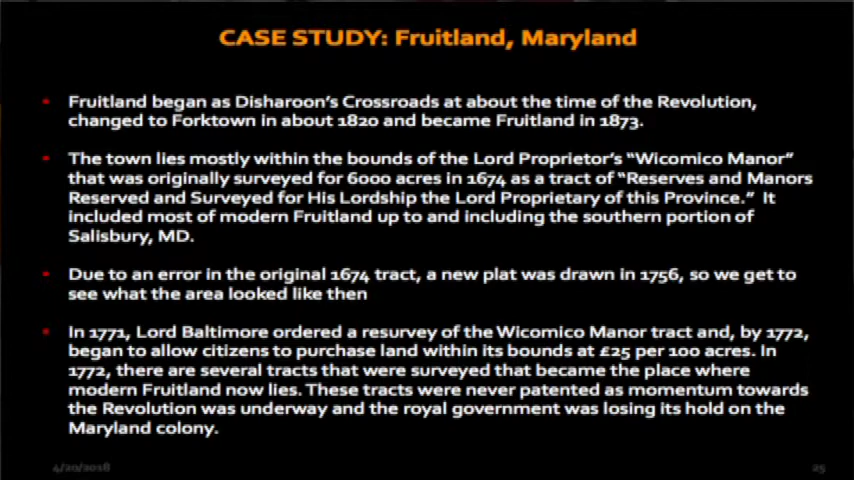 CASE STUDY: Fruitland, Maryland
• Fruitland began as Disharoon's Crossroads at about the time of the Revolution,
changed to Forktown in about 1820 and became Fruitland in 1873.
• The town lies mostly within the bounds of the Lord Proprietor's "Wicomico Manor"
that was originally surveyed for 6000 acres in 1674 as a tract of "Reserves and Manors
Reserved and Surveyed for His Lordship the Lord Proprietary of this Province." It
included most of modern Fruitland up to and including the southern portion of
Salisbury, MD.
• Due to an error in the original 1674 tract, a new plat was drawn in 1756, so we get to
see what the area looked like then
• In 1771, Lord Baltimore ordered a resurvey of the Wicomico Manor tract and, by 1772,
began to allow citizens to purchase land within its bounds at £25 per 100 acres. In
1772, there are several tracts that were surveyed that became the place where
modern Fruitland now lies. These tracts were never patented as momentum towards
the Revolution was underway and the royal government was losing its hold on the
Maryland colony.
4/20/2018
25